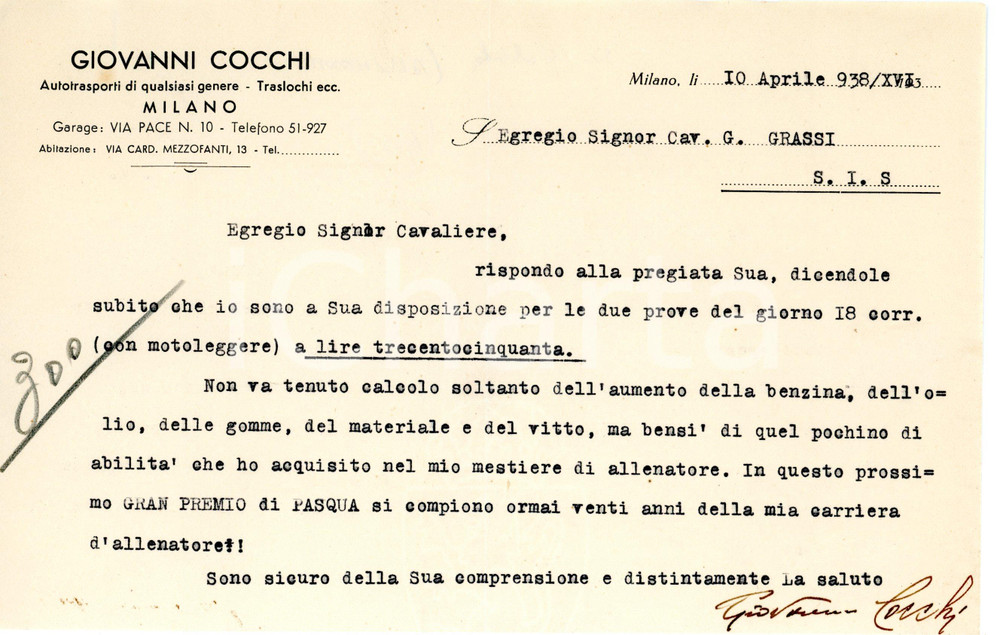 GIOVANNI COCCHI
Autotrasporti di qualsiasi genere - Traslochi ecc.
MILANO
Garage: VIA PACE N. 10 - Telefono 51-927
Abitazione: VIA CARD. MEZZOFANTI, 13 - Tel.
Milano, li 10 Aprile 938/XVI
Egregio Signor Cav. G. GRASSI
S. I. S
Egregio Signor Cavaliere,
rispondo alla pregiata Sua, dicendole
subito che io sono a Sua disposizione per le due prove del giorno 18 corr.
(con motoleggere) a lire trecentocinquanta.
300
Non va tenuto calcolo soltanto dell'aumento della benzina, dell'o=
lio, delle gomme, del materiale e del vitto, ma bensi' di quel pochino di
abilita' che ho acquisito nel mio mestiere di allenatore. In questo prossi=
mo GRAN PREMIO di PASQUA si compiono ormai venti anni della mia carriera
d'allenatore!!
Sono sicuro della Sua comprensione e distintamente La saluto
Giovanni Cocchi
iCharta